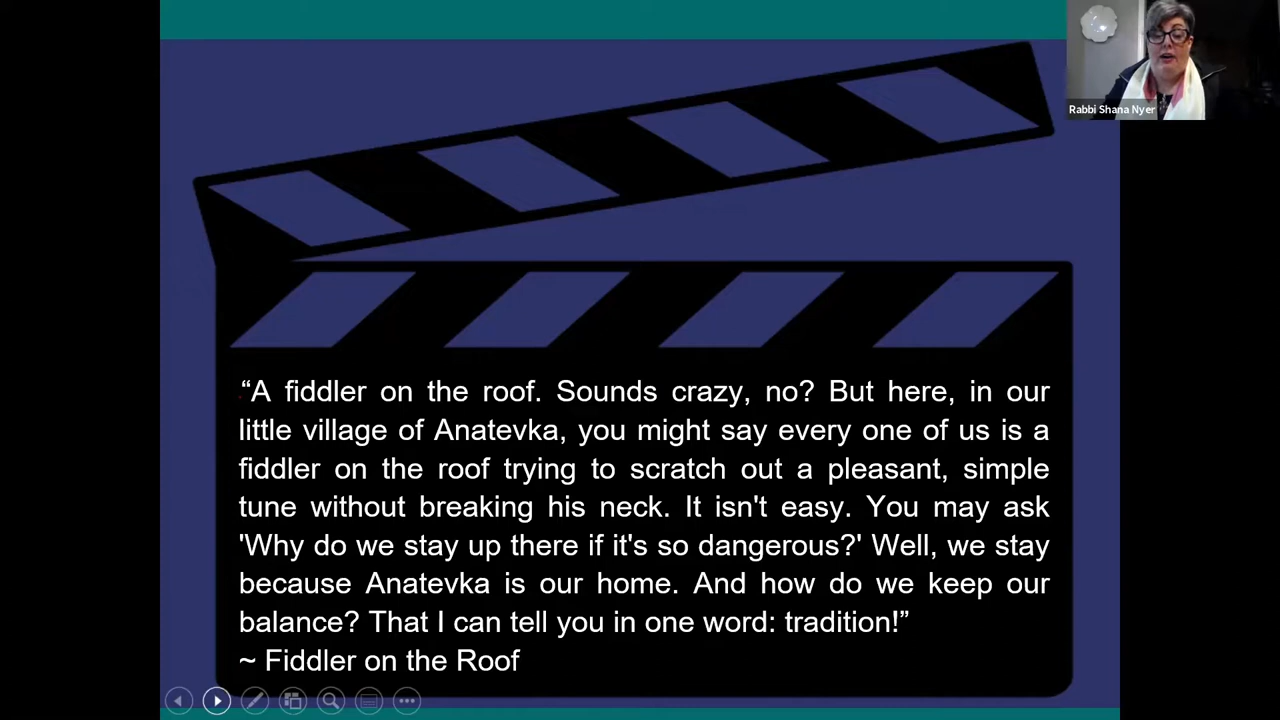 Rabbi Shana Nyer
“A fiddler on the roof. Sounds crazy, no? But here, in our
little village of Anatevka, you might say every one of us is a
fiddler on the roof trying to scratch out a pleasant, simple
tune without breaking his neck. It isn't easy. You may ask
'Why do we stay up there if it's so dangerous?' Well, we stay
because Anatevka is our home. And how do we keep our
balance? That I can tell you in one word: tradition!”
~ Fiddler on the Roof